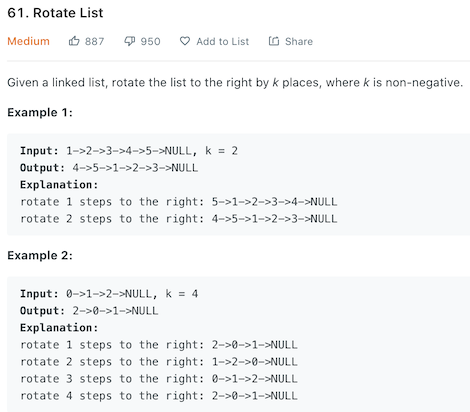 61. Rotate List
Medium 887 950 Add to List Share
Given a linked list, rotate the list to the right by k places, where k is non-negative.
Example 1:
Input: 1->2->3->4->5->NULL, k = 2
Output: 4->5->1->2->3->NULL
Explanation:
rotate 1 steps to the right: 5->1->2->3->4->NULL
rotate 2 steps to the right: 4->5->1->2->3->NULL
Example 2:
Input: 0->1->2->NULL, k = 4
Output: 2->0->1->NULL
Explanation:
rotate 1 steps to the right: 2->0->1->NULL
rotate 2 steps to the right: 1->2->0->NULL
rotate 3 steps to the right: 0->1->2->NULL
rotate 4 steps to the right: 2->0->1->NULL